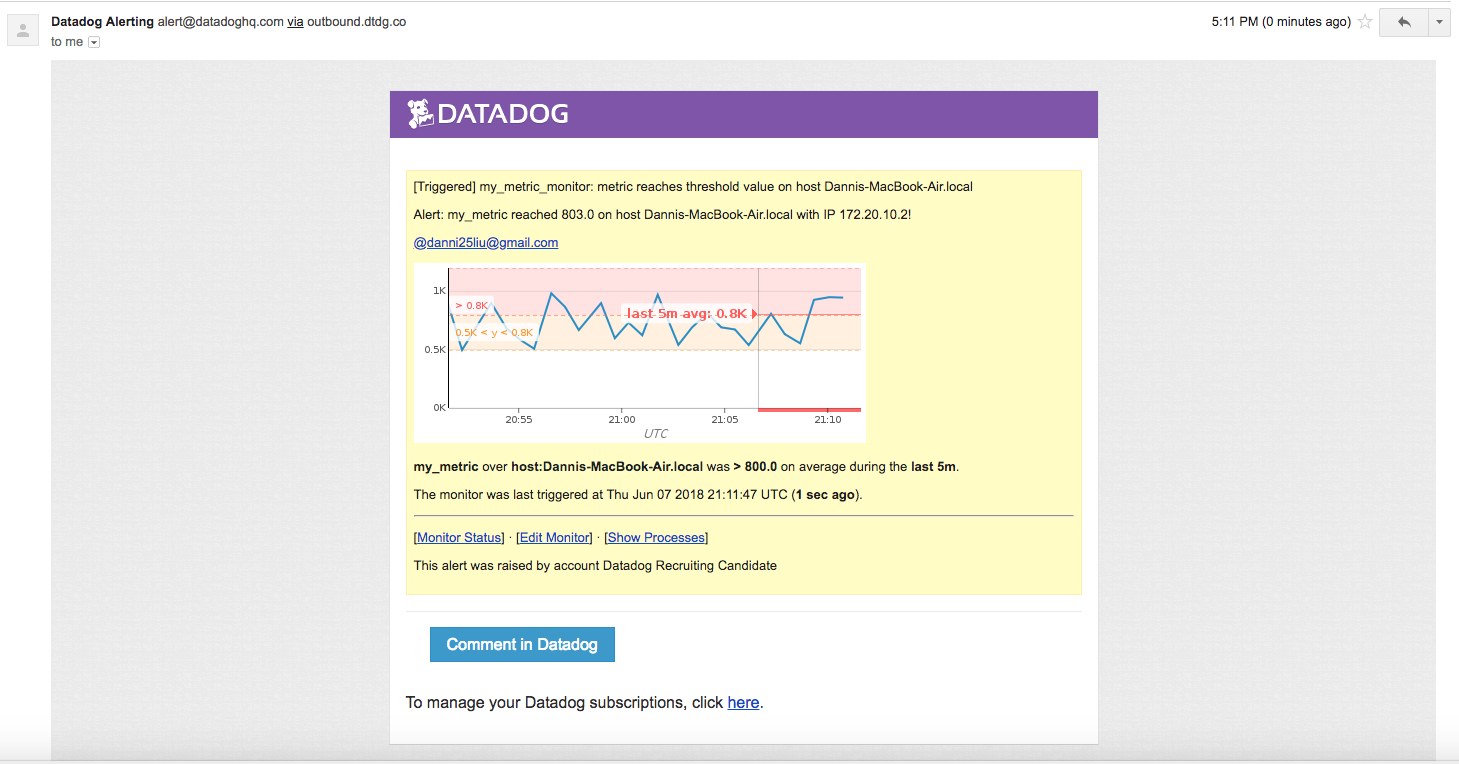 Datadog Alerting alert@datadoghq.com via outbound.dtdg.co
5:11 PM (0 minutes ago)
to me
DATADOG
[Triggered] my_metric_monitor: metric reaches threshold value on host Dannis-MacBook-Air.local
Alert: my_metric reached 803.0 on host Dannis-MacBook-Air.local with IP 172.20.10.2!
@danni25liu@gmail.com
1K
> 0.8K
last 5m avg: 0.8K
0.5K < y < 0.8K
0.5K
0K
20:55 21:00 21:05 21:10
UTC
my_metric over host:Dannis-MacBook-Air.local was > 800.0 on average during the last 5m.
The monitor was last triggered at Thu Jun 07 2018 21:11:47 UTC (1 sec ago).
[Monitor Status] · [Edit Monitor] · [Show Processes]
This alert was raised by account Datadog Recruiting Candidate
Comment in Datadog
To manage your Datadog subscriptions, click here.